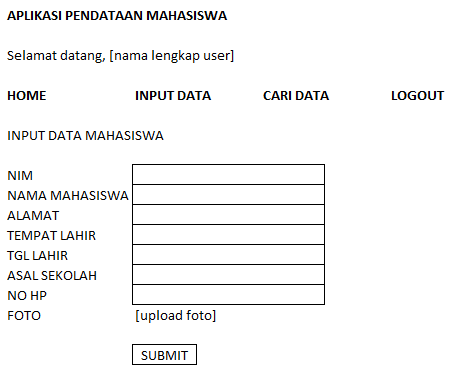 APLIKASI PENDATAAN MAHASISWA
Selamat datang, [nama lengkap user]
HOME INPUT DATA CARI DATA LOGOUT
INPUT DATA MAHASISWA
NIM
NAMA MAHASISWA
ALAMAT
TEMPAT LAHIR
TGL LAHIR
ASAL SEKOLAH
NO HP
FOTO [upload foto]
SUBMIT